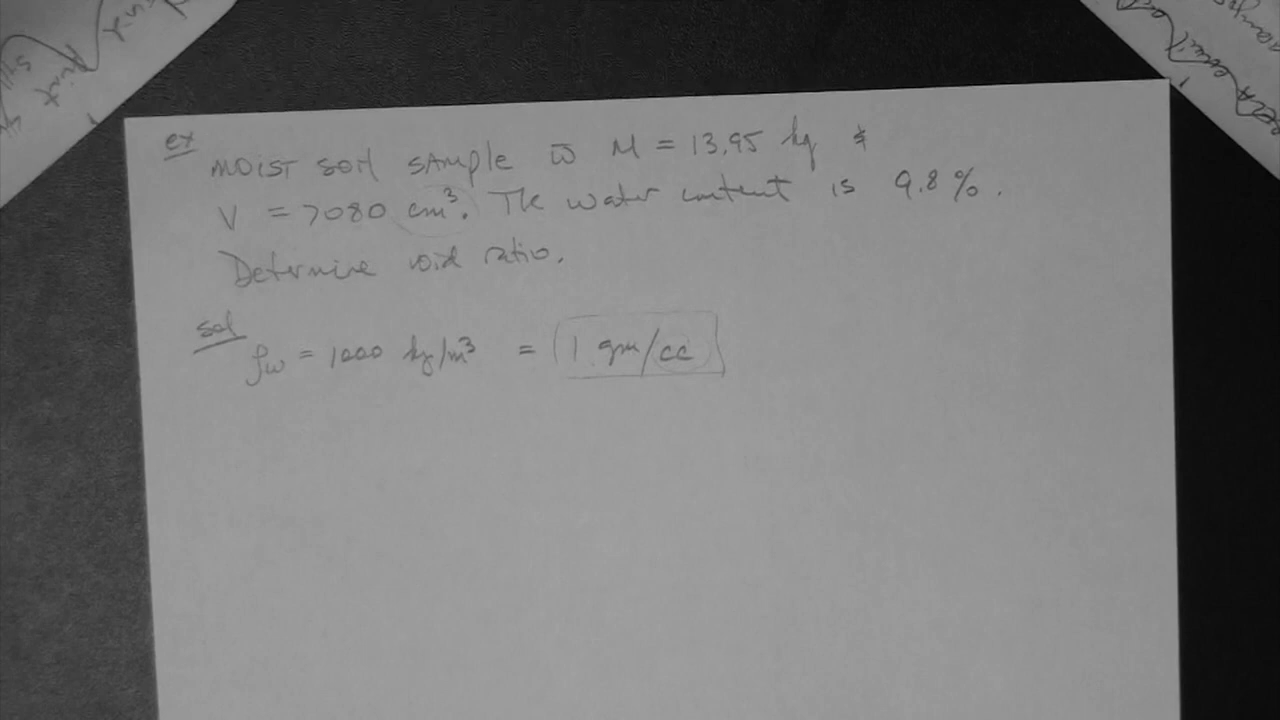 ex
MOIST SOIL SAMPLE w̅ M = 13.95 kg &
V = 7080 cm³. The water content is 9.8%.
Determine void ratio.
sol
ρw = 1000 kg/m³ = 1 gm/cc